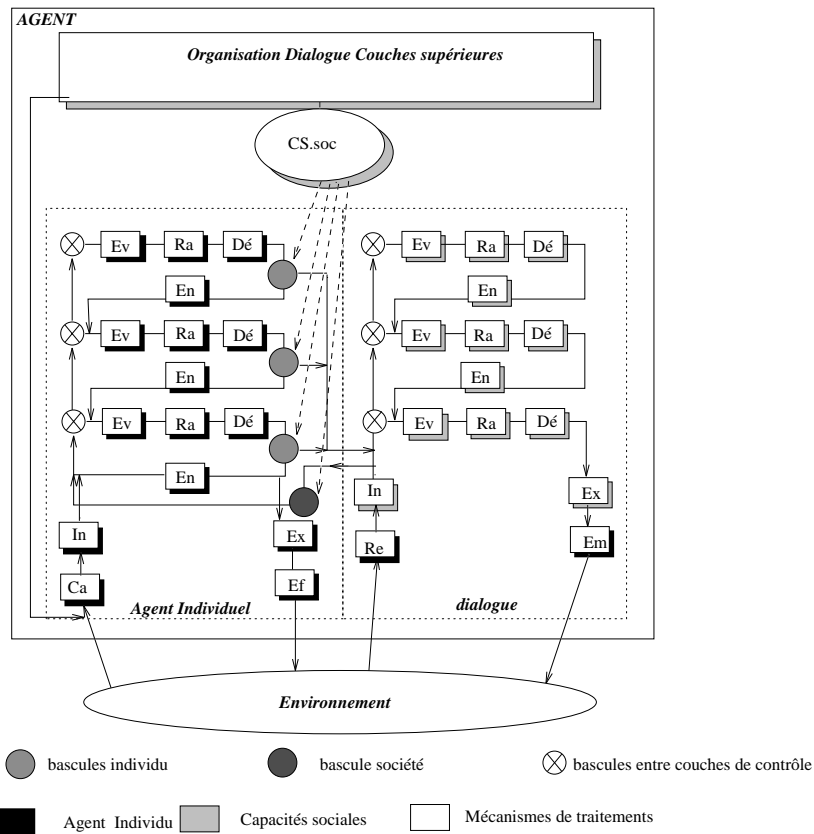 AGENT
Organisation Dialogue Couches supérieures
CS.soc
Ev Ra Dé Ev Ra Dé
En En
Ev Ra Dé Ev Ra Dé
En En
Ev Ra Dé Ev Ra Dé
En In Ex
In Ex Re Em
Ca Ef
Agent Individuel dialogue
Environnement
bascules individu bascule société bascules entre couches de contrôle
Agent Individu Capacités sociales Mécanismes de traitements